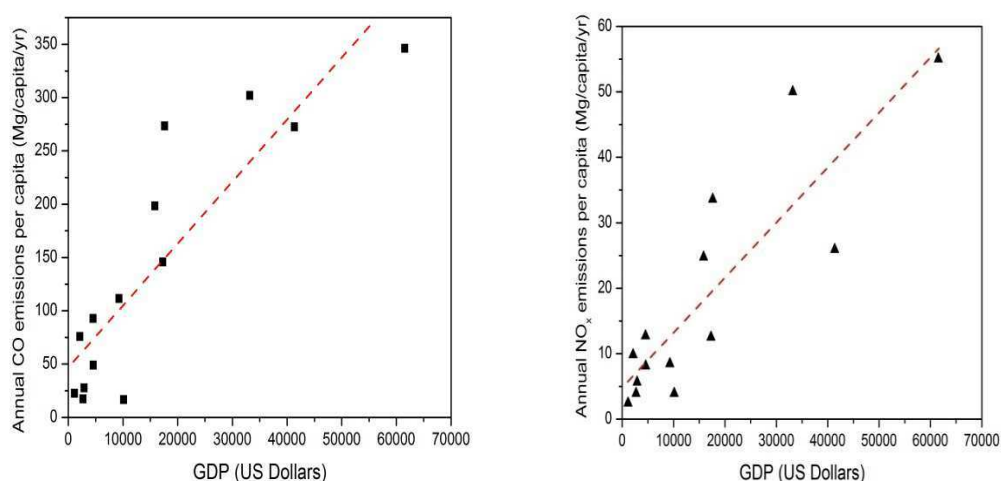 Annual CO emissions per capita (Mg/capita/yr)
350
300
250
200
150
100
50
0
0 10000 20000 30000 40000 50000 60000 70000
GDP (US Dollars)
Annual NOx emissions per capita (Mg/capita/yr)
60
50
40
30
20
10
0
0 10000 20000 30000 40000 50000 60000 70000
GDP (US Dollars)